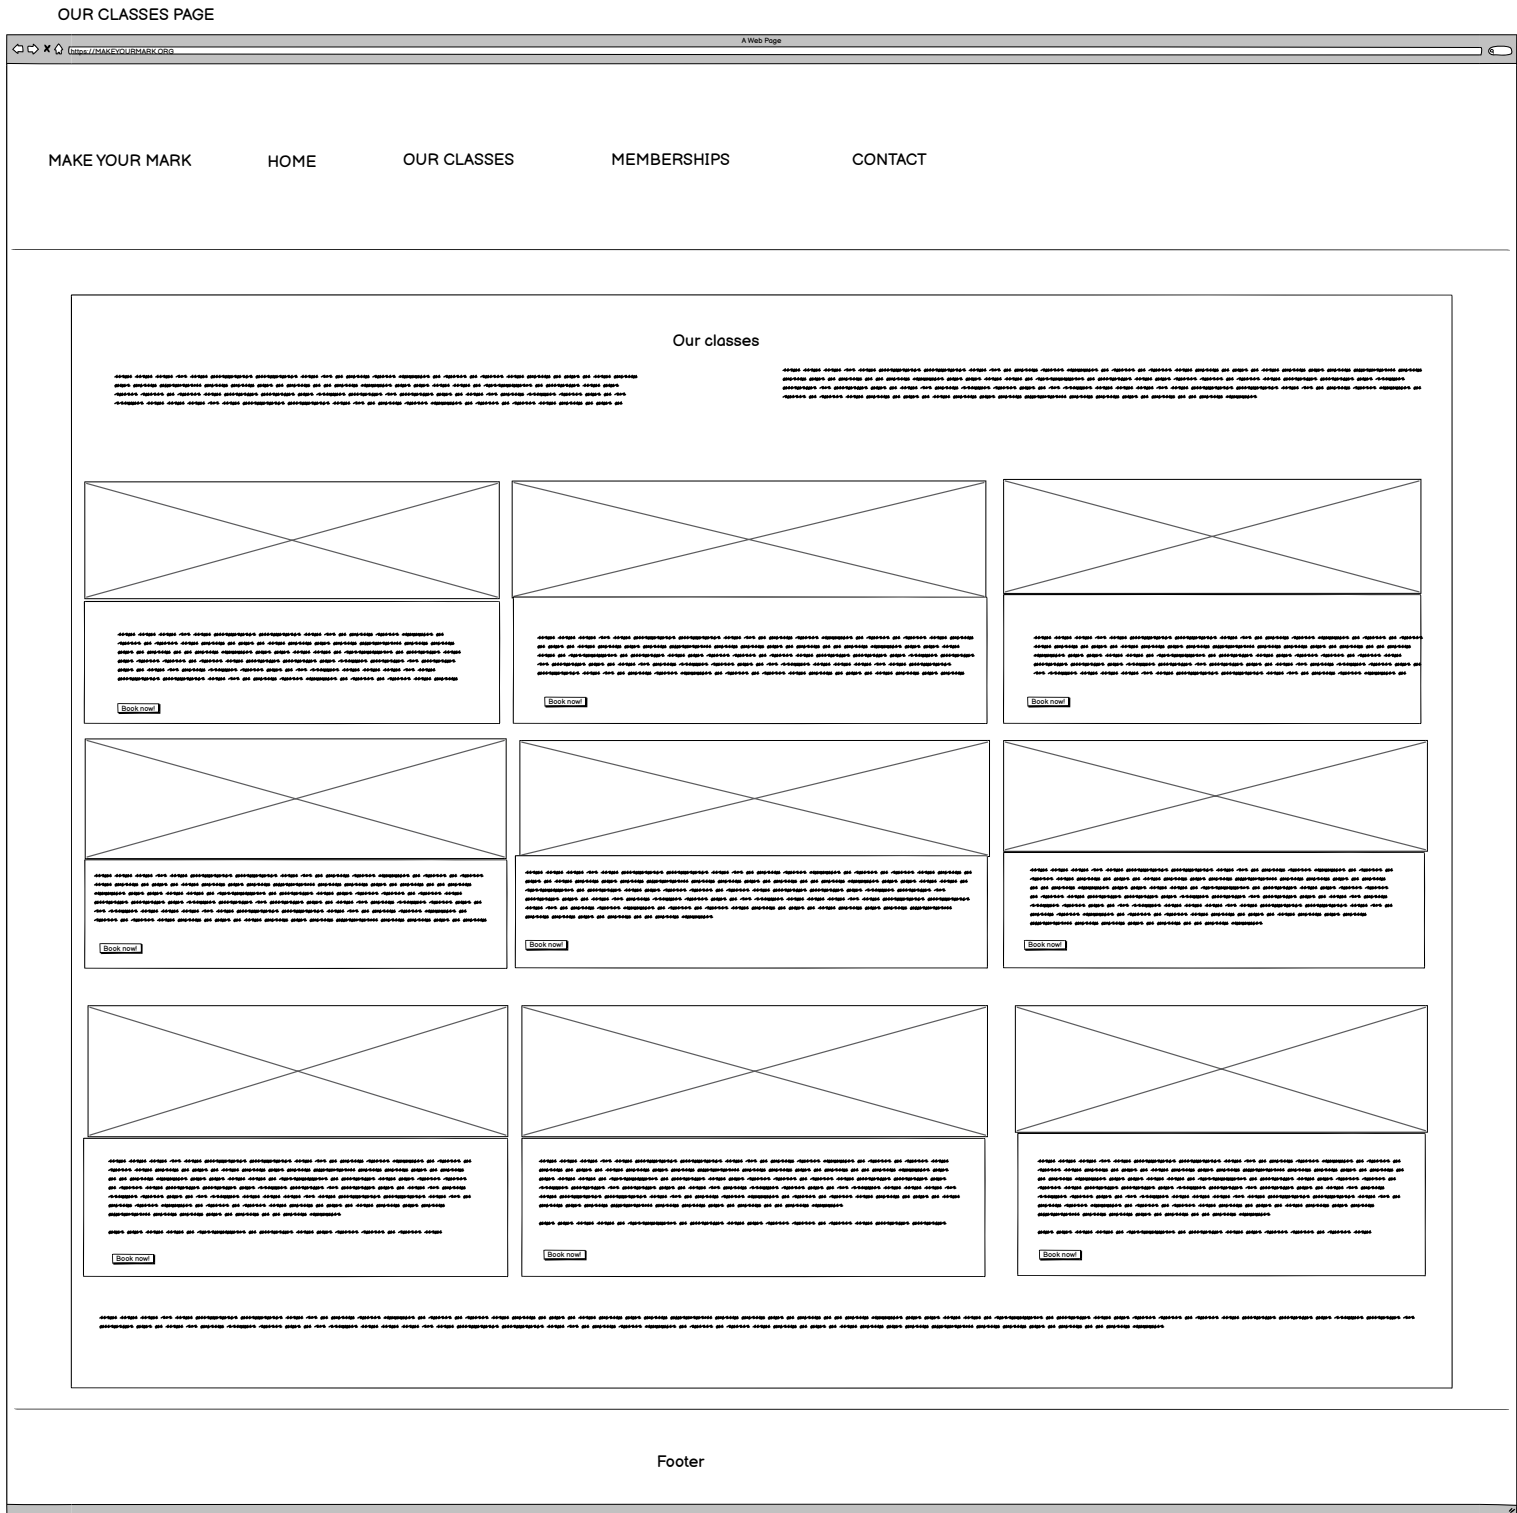 OUR CLASSES PAGE
A Web Page
https://MAKEYOURMARK.ORG
MAKE YOUR MARK HOME OUR CLASSES MEMBERSHIPS CONTACT
Our classes
Book now! Book now! Book now!
Book now! Book now! Book now!
Book now! Book now! Book now!
Footer